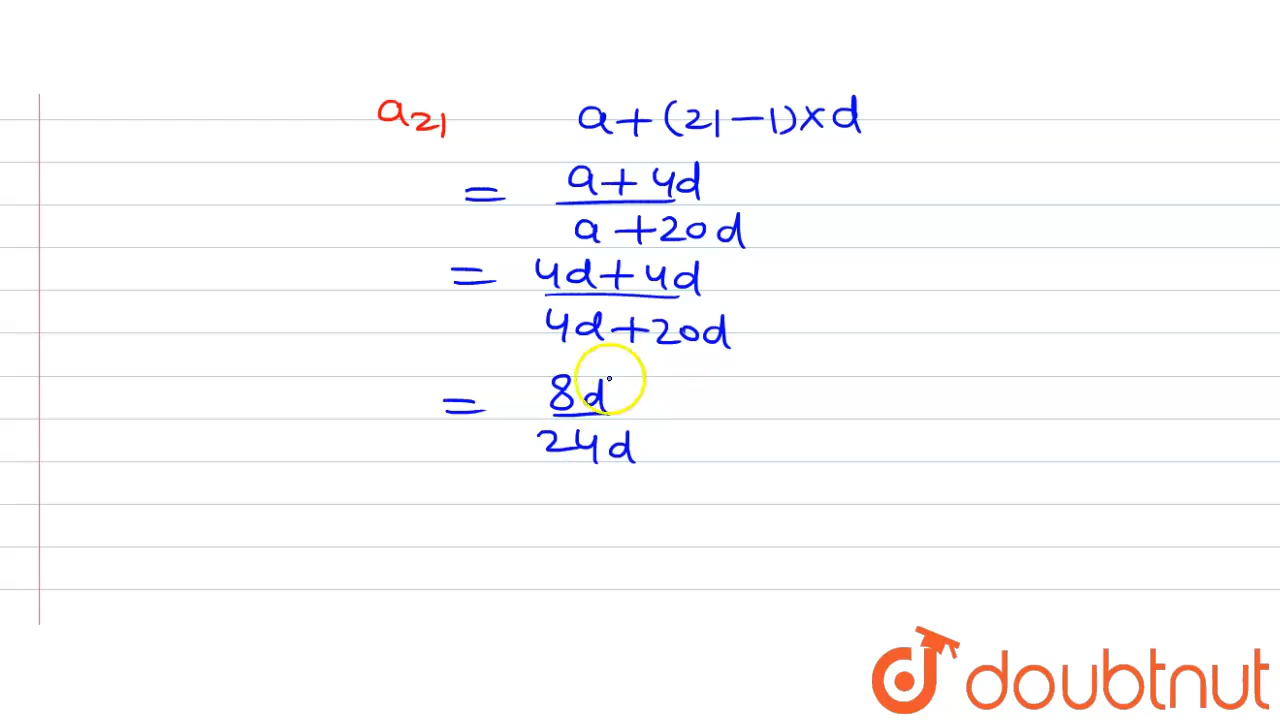 a21 a+(21-1)×d
= a+4d
a+20d
= 4d+4d
4d+20d
= 8d
24d
doubtnut